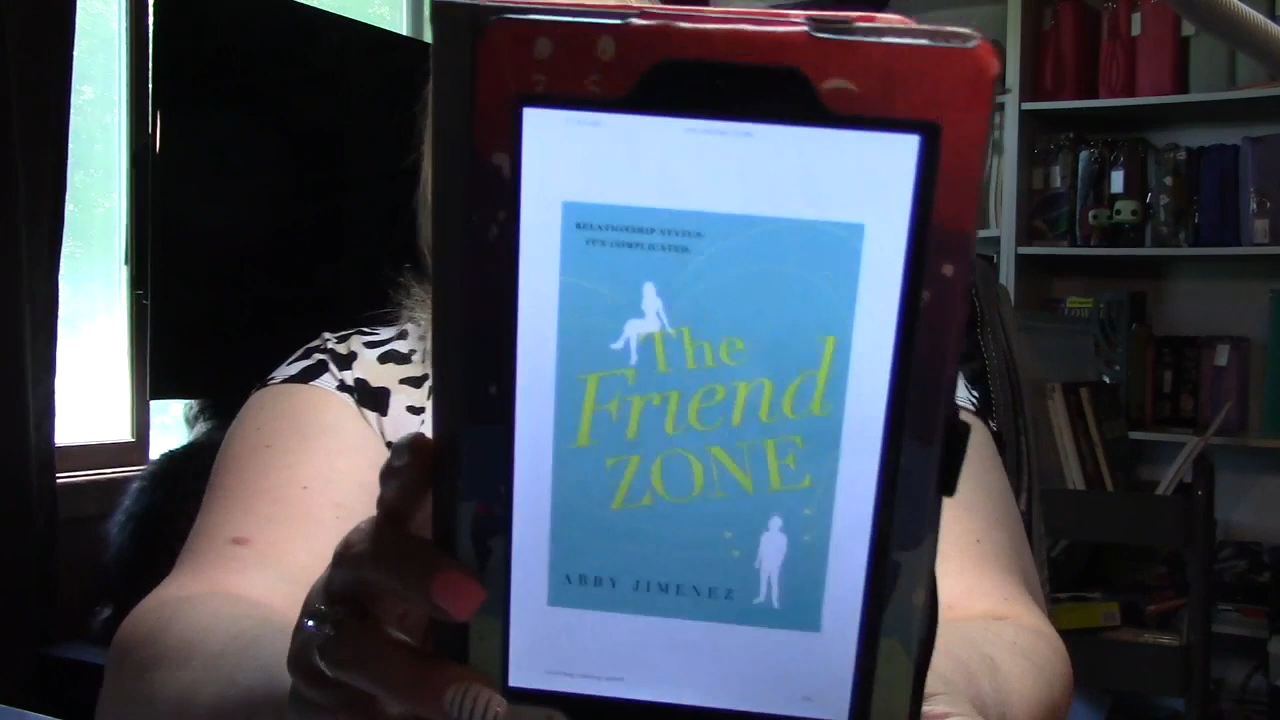 RELATIONSHIP STATUS:
IT'S COMPLICATED.
The
Friend
ZONE
ABBY JIMENEZ